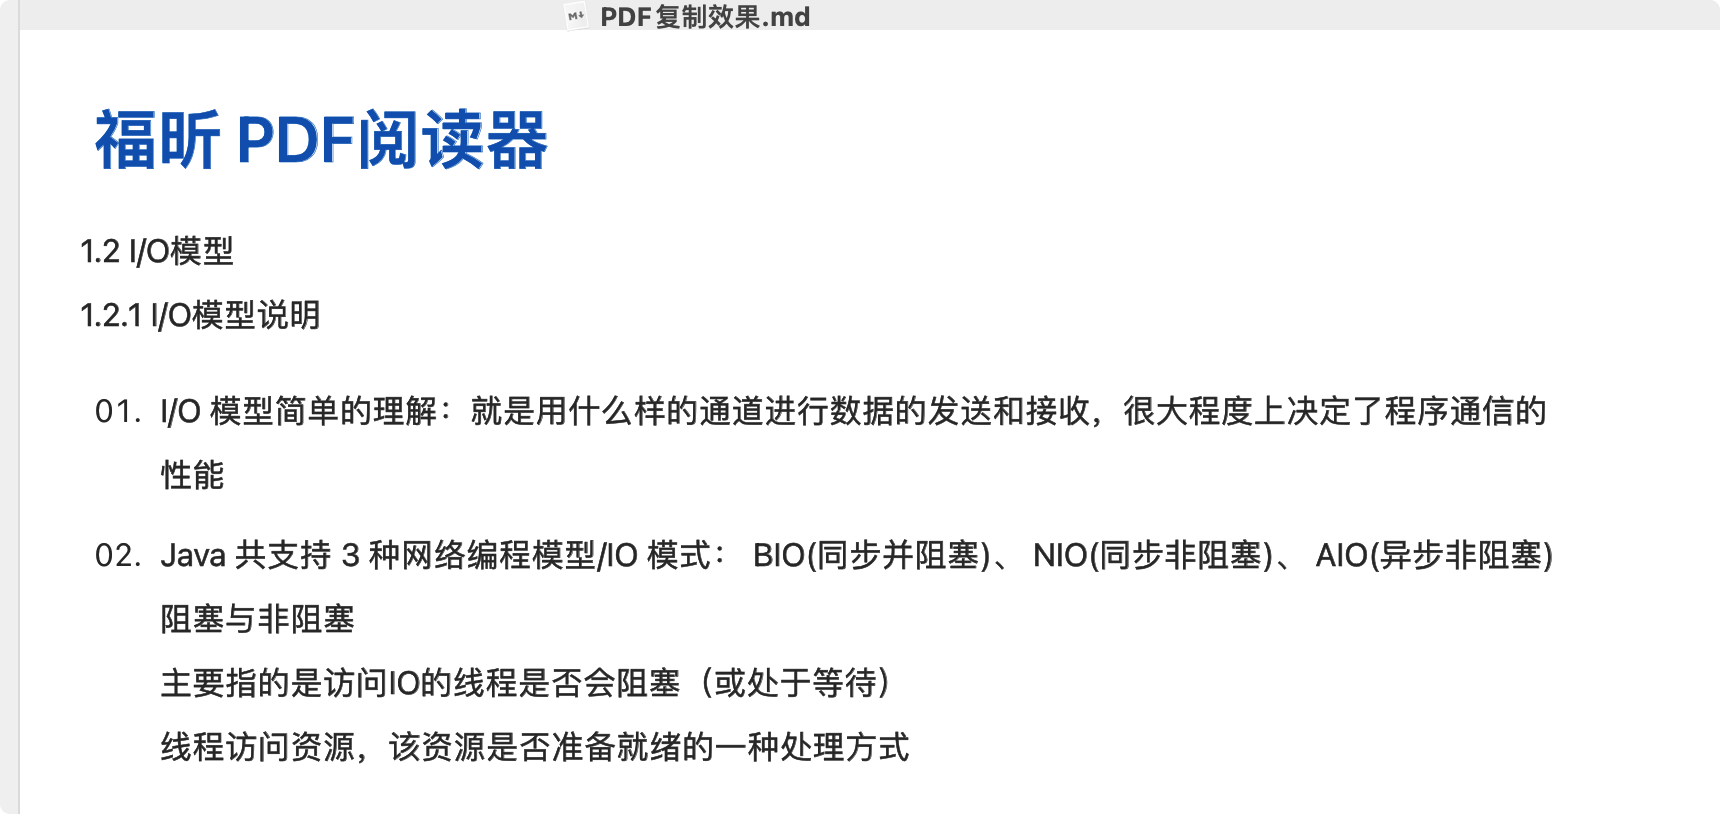 M↓ PDF复制效果.md
福昕 PDF阅读器
1.2 I/O模型
1.2.1 I/O模型说明
01. I/O 模型简单的理解：就是用什么样的通道进行数据的发送和接收，很大程度上决定了程序通信的
性能
02. Java 共支持 3 种网络编程模型/IO 模式： BIO(同步并阻塞)、 NIO(同步非阻塞)、 AIO(异步非阻塞)
阻塞与非阻塞
主要指的是访问IO的线程是否会阻塞（或处于等待）
线程访问资源，该资源是否准备就绪的一种处理方式